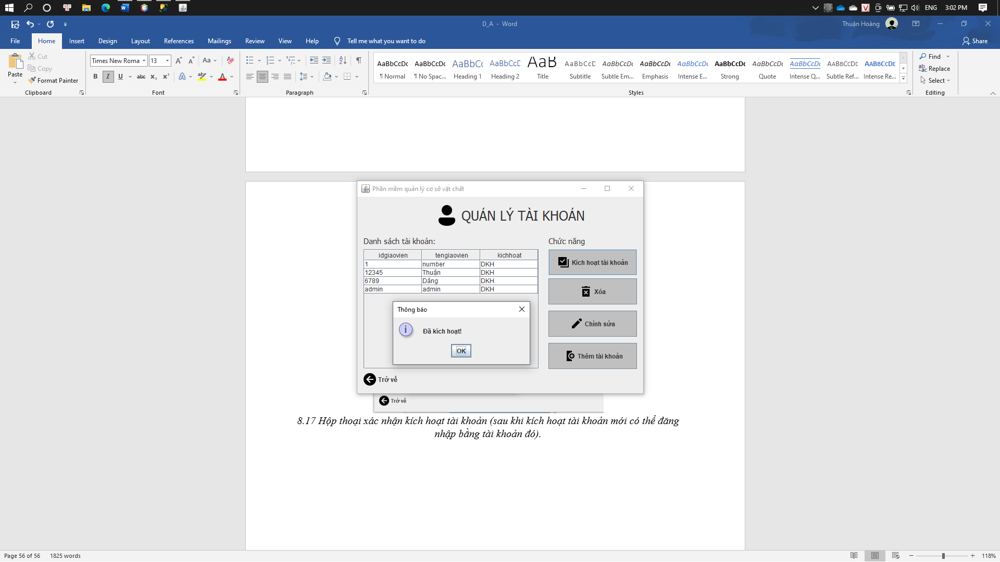 ENG 3:02 PM
D_A - Word
Thuận Hoàng
File Home Insert Design Layout References Mailings Review View Help Tell me what you want to do Share
Paste
Cut
Copy
Format Painter
Clipboard
Times New Roma 13
Font
Paragraph
AaBbCcDc AaBbCcDc AaBbCc AaBbCcD AaB AaBbCcD AaBbCcDc AaBbCcDc AaBbCcDc AaBbCcDc AaBbCcDc AaBbCcDc AABBCCDD AABBCCDD
¶ Normal ¶ No Spac... Heading 1 Heading 2 Title Subtitle Subtle Em... Emphasis Intense E... Strong Quote Intense Q... Subtle Ref... Intense Re...
Styles
Find
Replace
Select
Editing
Phần mềm quản lý cơ sở vật chất
QUẢN LÝ TÀI KHOẢN
Danh sách tài khoản:
Chức năng
idgiaovien tengiaovien kichhoat
1 number DKH
12345 Thuận DKH
6789 Dâng DKH
admin admin DKH
Kích hoạt tài khoản
Xóa
Chỉnh sửa
Thêm tài khoản
Thông báo
Đã kích hoạt!
OK
Trở về
Trở về
8.17 Hộp thoại xác nhận kích hoạt tài khoản (sau khi kích hoạt tài khoản mới có thể đăng
nhập bằng tài khoản đó).
Page 56 of 56 1825 words
118%